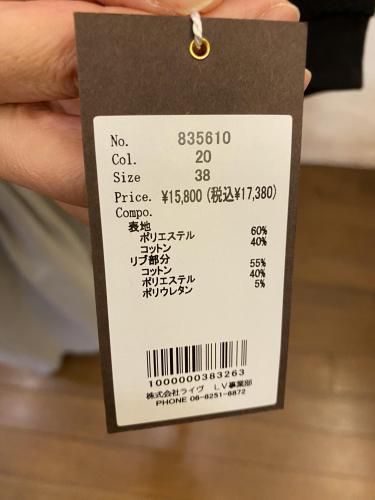 No. 835610
Col. 20
Size 38
Price. ¥15,800 (税込¥17,380)
Compo.
表地
ポリエステル 60%
コットン 40%
リブ部分
コットン 55%
ポリエステル 40%
ポリウレタン 5%
1000000383263
株式会社ライヴ LV事業部
PHONE 06-6251-6872